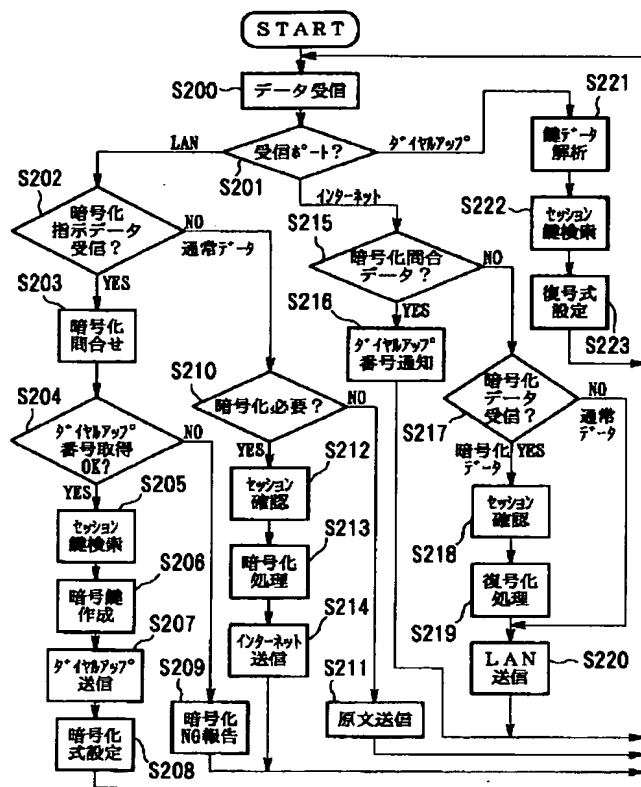 START
S200
データ受信
S221
LAN
受信ポート?
ダイヤルアップ
鍵データ
解析
S201
S202
インターネット
S222
暗号化
指示データ
受信?
NO
通常データ
S215
セッション
鍵検索
暗号化問合
データ?
NO
S203
YES
S216
YES
復号式
設定
暗号化
問合せ
ダイヤルアップ
番号通知
S223
S204
S210
暗号化
データ
受信?
NO
暗号化必要?
NO
S217
通常
データ
ダイヤルアップ
番号取得
OK?
NO
YES
S212
暗号化
データ
YES
YES
S205
セッション
確認
セッション
確認
セッション
鍵検索
S213
S218
S206
暗号化
処理
復号化
処理
暗号鍵
作成
S214
S219
S207
インターネット
送信
S211
LAN
送信
S220
ダイヤルアップ
送信
S209
暗号化
NG報告
原文送信
暗号化
式設定
S208